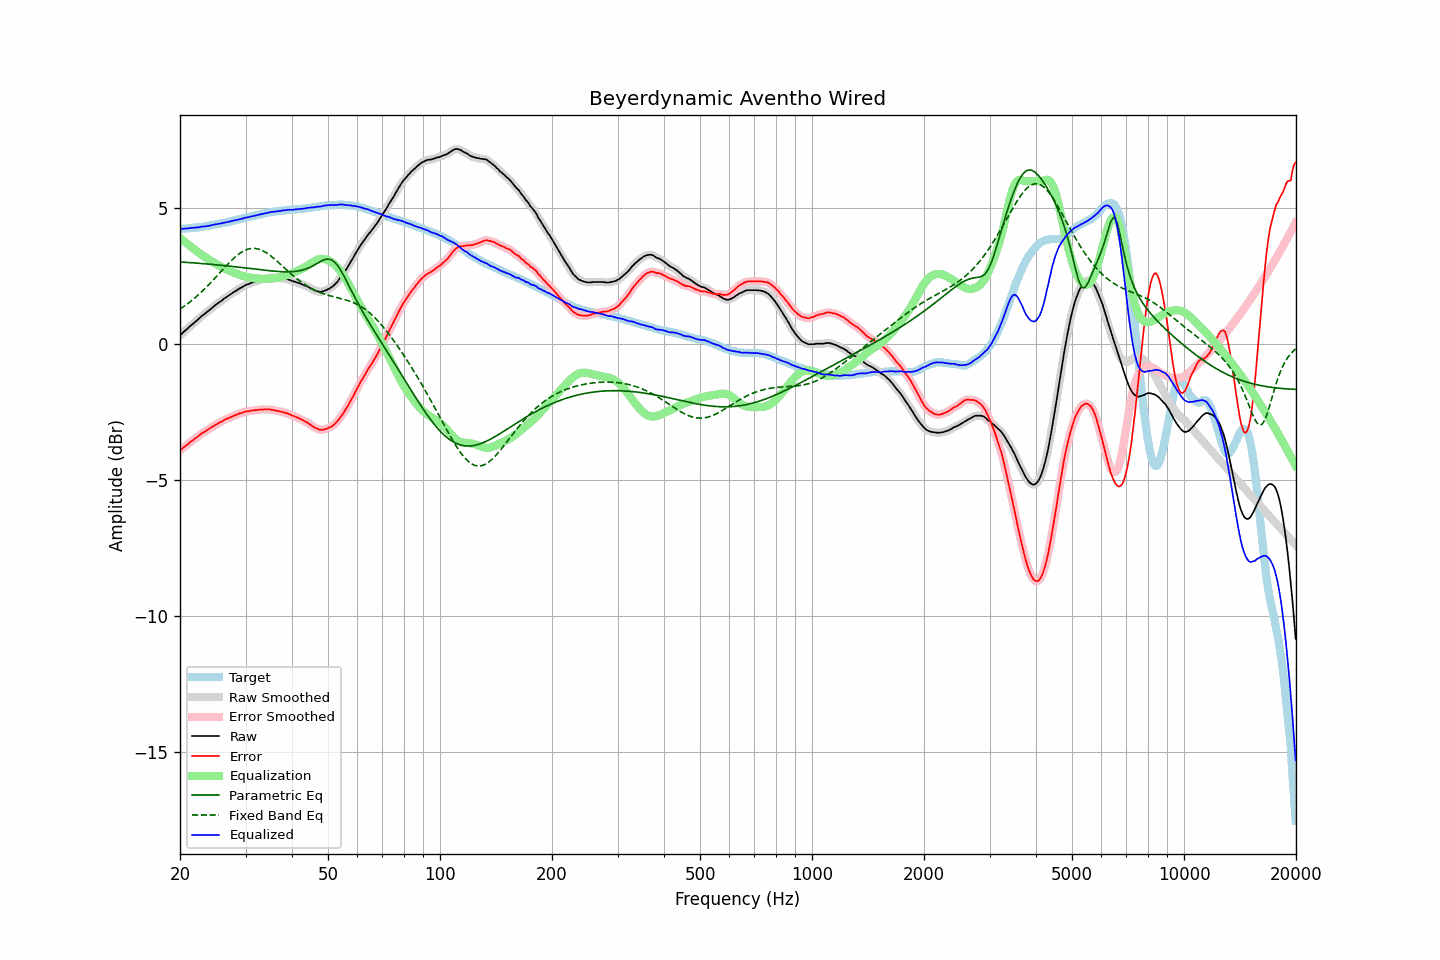 Beyerdynamic Aventho Wired
Amplitude (dBr)
5
0
−5
−10
−15
Target
Raw Smoothed
Error Smoothed
Raw
Error
Equalization
Parametric Eq
Fixed Band Eq
Equalized
20
50
100
200
500
1000
2000
5000
10000
20000
Frequency (Hz)